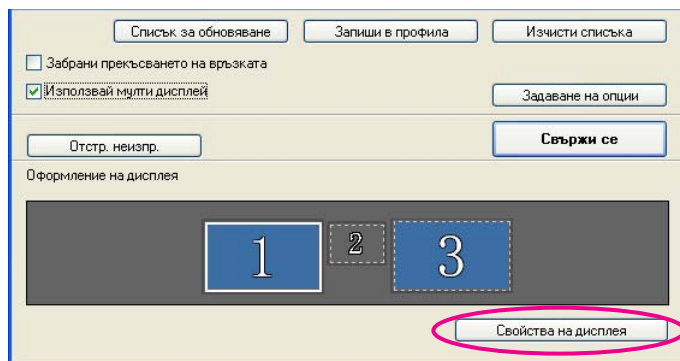 Списък за обновяване Запиши в профила Изчисти списъка
Забрани прекъсването на връзката
Използвай мулти дисплей
Задаване на опции
Отстр. неизпр. Свържи се
Оформление на дисплея
1 2 3
Свойства на дисплея